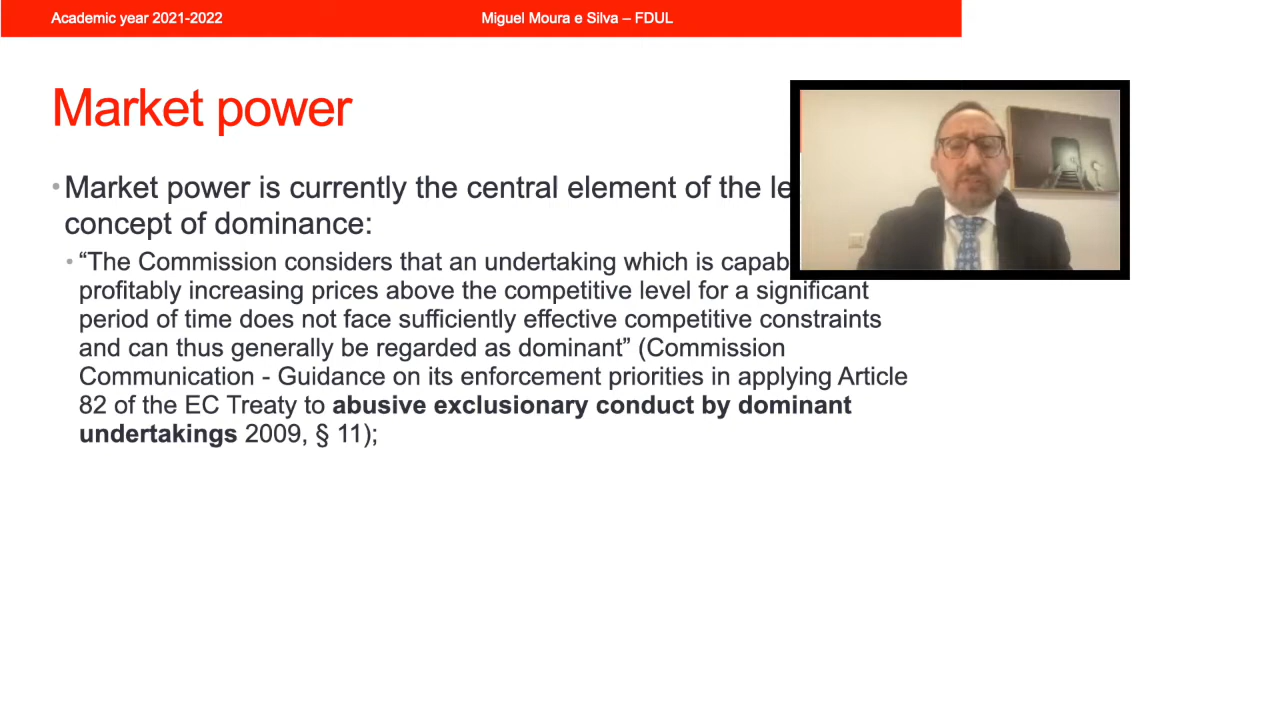 Academic year 2021-2022
Miguel Moura e Silva – FDUL
Market power
• Market power is currently the central element of the
concept of dominance:
• “The Commission considers that an undertaking which is
profitably increasing prices above the competitive level for a significant
period of time does not face sufficiently effective competitive constraints
and can thus generally be regarded as dominant” (Commission
Communication - Guidance on its enforcement priorities in applying Article
82 of the EC Treaty to abusive exclusionary conduct by dominant
undertakings 2009, § 11);